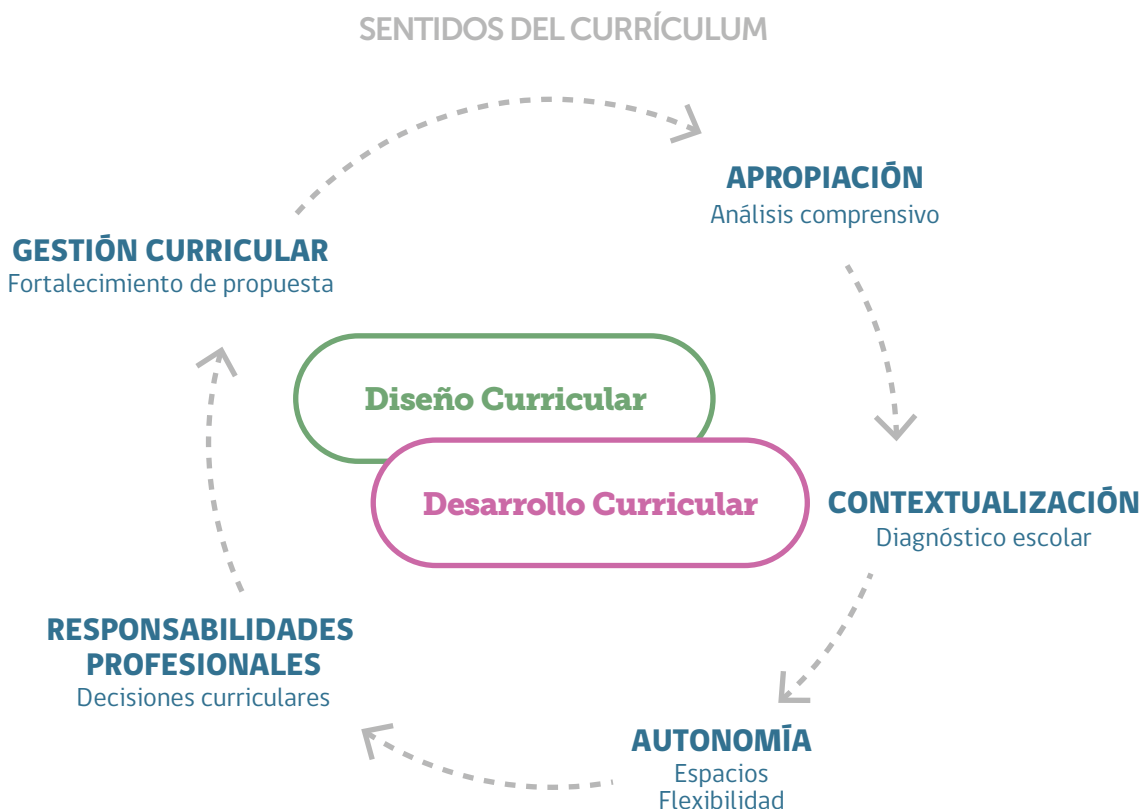 SENTIDOS DEL CURRÍCULUM
APROPIACIÓN
Análisis comprensivo
GESTIÓN CURRICULAR
Fortalecimiento de propuesta
Diseño Curricular
Desarrollo Curricular
CONTEXTUALIZACIÓN
Diagnóstico escolar
RESPONSABILIDADES
PROFESIONALES
Decisiones curriculares
AUTONOMÍA
Espacios
Flexibilidad